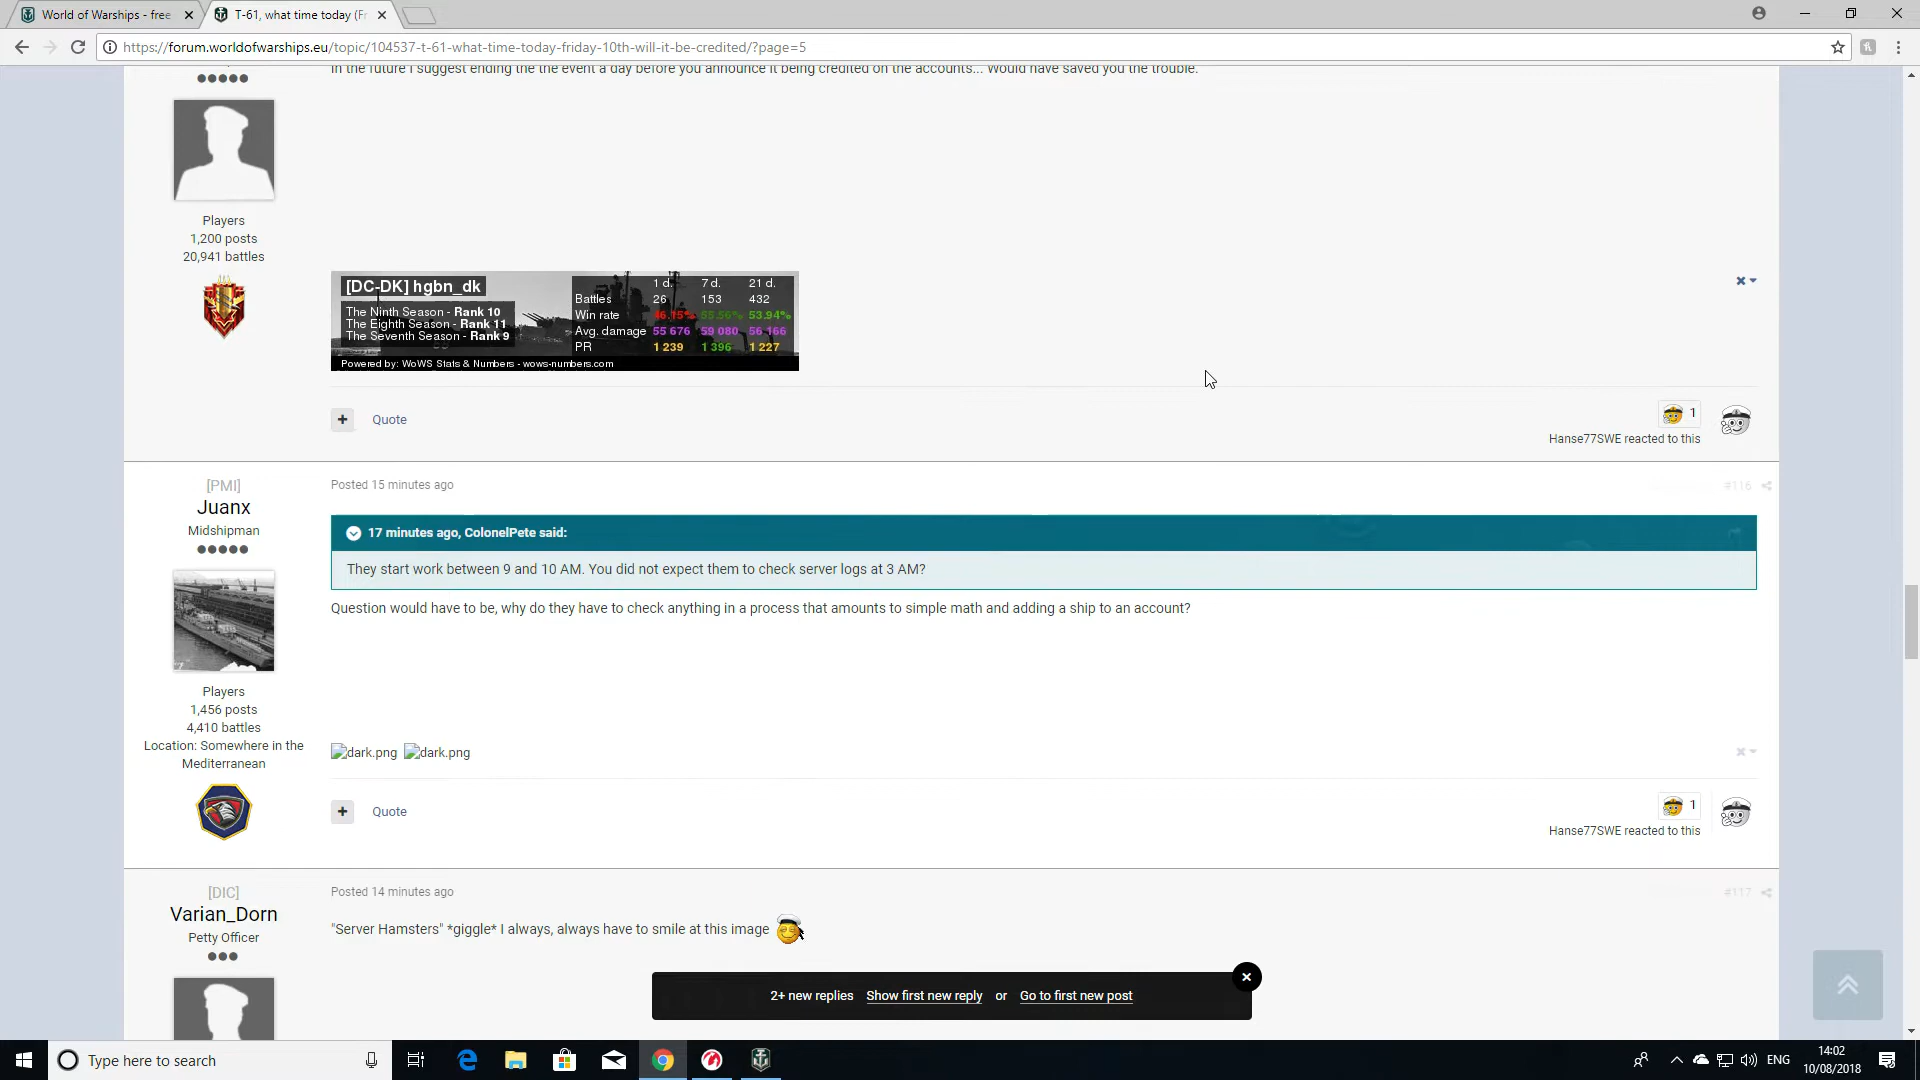 World of Warships - free
T-61, what time today (Fr
https://forum.worldofwarships.eu/topic/104537-t-61-what-time-today-friday-10th-will-it-be-credited/?page=5
In the future I suggest ending the the event a day before you announce it being credited on the accounts... Would have saved you the trouble.
Players
1,200 posts
20,941 battles
[DC-DK] hgbn_dk
The Ninth Season - Rank 10
The Eighth Season - Rank 11
The Seventh Season - Rank 9
1 d. 7 d. 21 d.
Battles 26 153 432
Win rate 46.15% 55.56% 53.94%
Avg. damage 55 676 59 080 56 166
PR 1 239 1 396 1 227
Powered by: WoWS Stats & Numbers - wows-numbers.com
+ Quote
1
Hanse77SWE reacted to this
[PMI]
Juanx
Midshipman
Players
1,456 posts
4,410 battles
Location: Somewhere in the
Mediterranean
Posted 15 minutes ago
#116
17 minutes ago, ColonelPete said:
They start work between 9 and 10 AM. You did not expect them to check server logs at 3 AM?
Question would have to be, why do they have to check anything in a process that amounts to simple math and adding a ship to an account?
dark.png dark.png
+ Quote
1
Hanse77SWE reacted to this
[DIC]
Varian_Dorn
Petty Officer
Posted 14 minutes ago
#117
"Server Hamsters" *giggle* I always, always have to smile at this image
2+ new replies Show first new reply or Go to first new post
Type here to search
ENG
14:02
10/08/2018